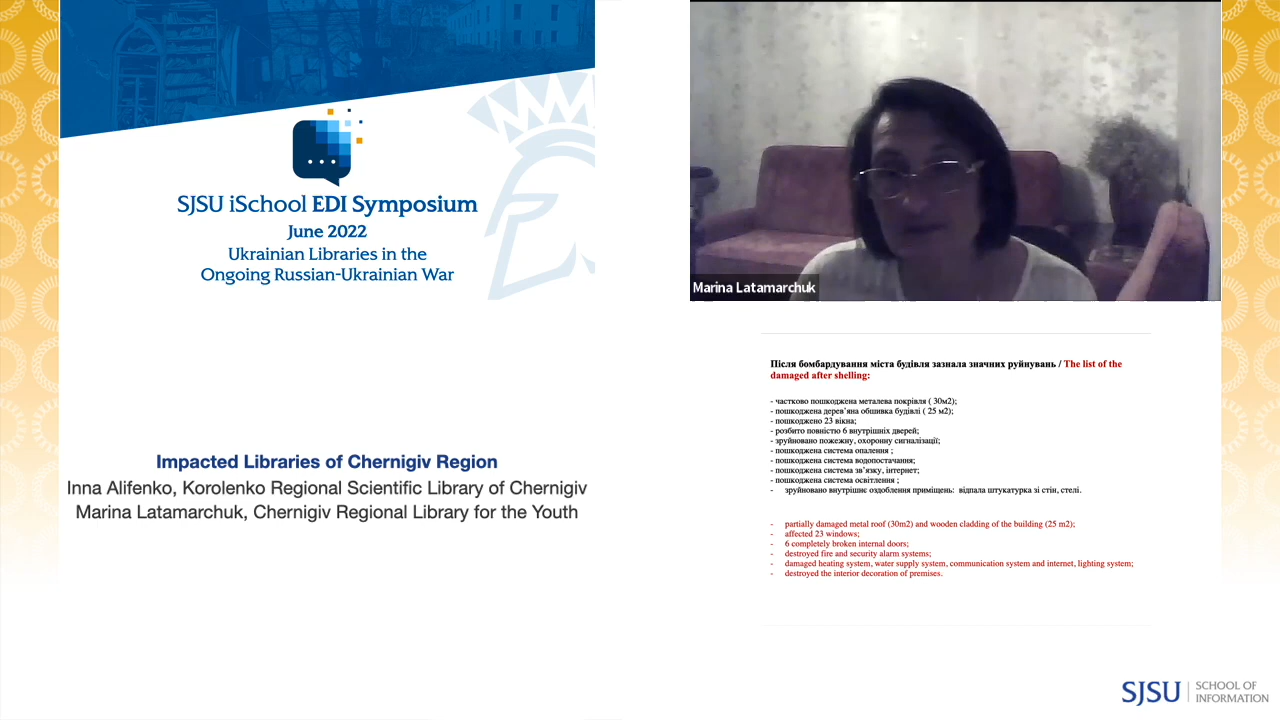 SJSU iSchool EDI Symposium
June 2022
Ukrainian Libraries in the
Ongoing Russian-Ukrainian War
Impacted Libraries of Chernigiv Region
Inna Alifenko, Korolenko Regional Scientific Library of Chernigiv
Marina Latamarchuk, Chernigiv Regional Library for the Youth
Marina Latamarchuk
Після бомбардування міста будівля зазнала значних руйнувань / The list of the
damaged after shelling:
- частково пошкоджена металева покрівля ( 30м2);
- пошкоджена дерев’яна обшивка будівлі ( 25 м2);
- пошкоджено 23 вікна;
- розбито повністю 6 внутрішніх дверей;
- зруйновано пожежну, охоронну сигналізації;
- пошкоджена система опалення ;
- пошкоджена система водопостачання;
- пошкоджена система зв’язку, інтернет;
- пошкоджена система освітлення ;
- зруйновано внутрішнє оздоблення приміщень: відпала штукатурка зі стін, стелі.
- partially damaged metal roof (30m2) and wooden cladding of the building (25 m2);
- affected 23 windows;
- 6 completely broken internal doors;
- destroyed fire and security alarm systems;
- damaged heating system, water supply system, communication system and internet, lighting system;
- destroyed the interior decoration of premises.
SJSU | SCHOOL OF
INFORMATION